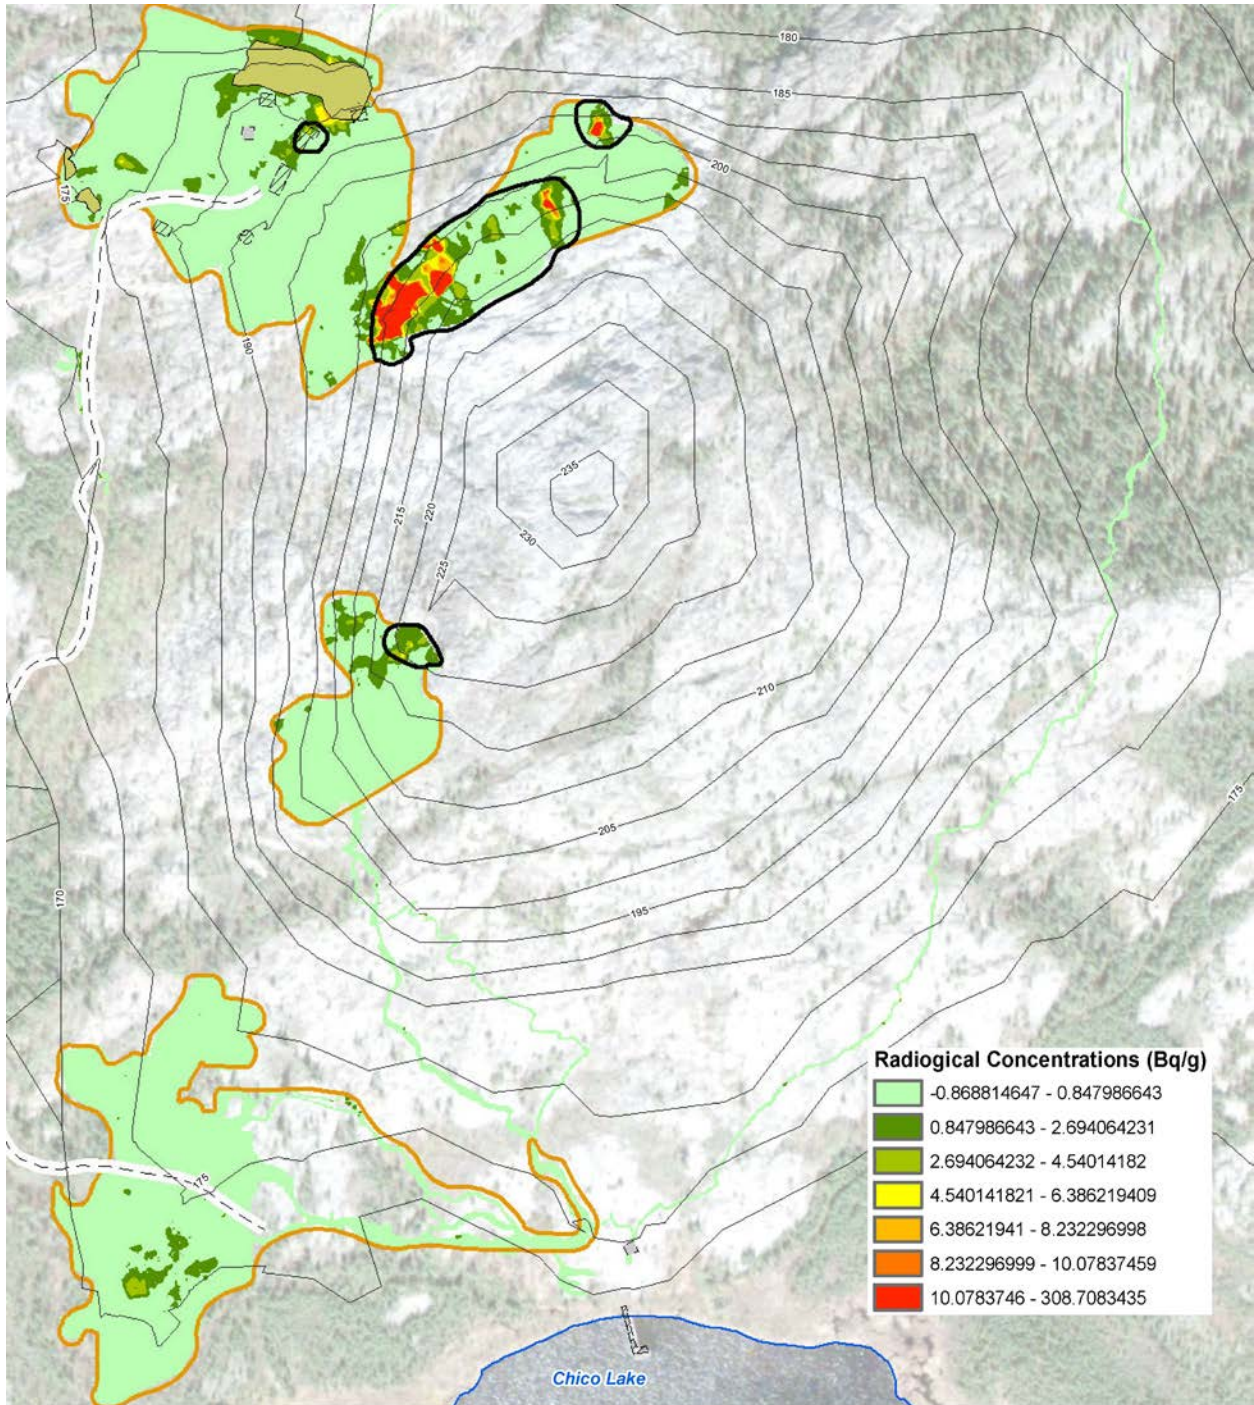 180
185
200
175
190
235
215
220
230
225
210
205
175
195
170
175
Radiogical Concentrations (Bq/g)
-0.868814647 - 0.847986643
0.847986643 - 2.694064231
2.694064232 - 4.54014182
4.540141821 - 6.386219409
6.38621941 - 8.232296998
8.232296999 - 10.07837459
10.0783746 - 308.7083435
Chico Lake